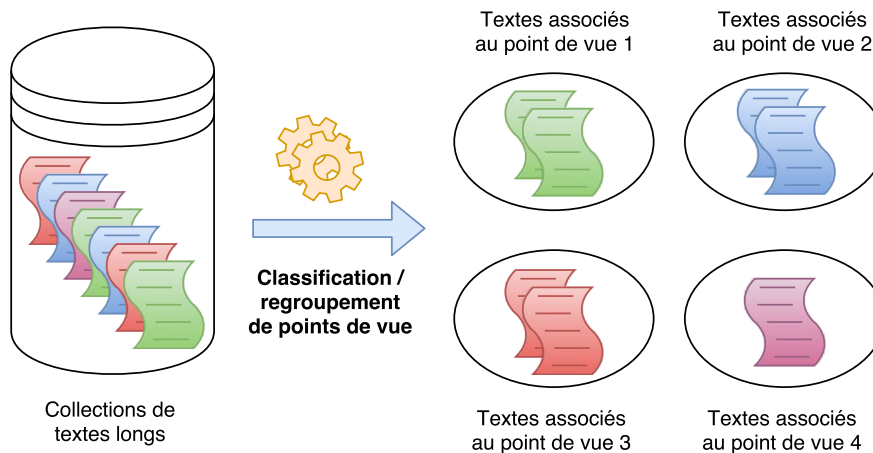 Textes associés
au point de vue 1
Textes associés
au point de vue 2
Classification /
regroupement
de points de vue
Collections de
textes longs
Textes associés
au point de vue 3
Textes associés
au point de vue 4